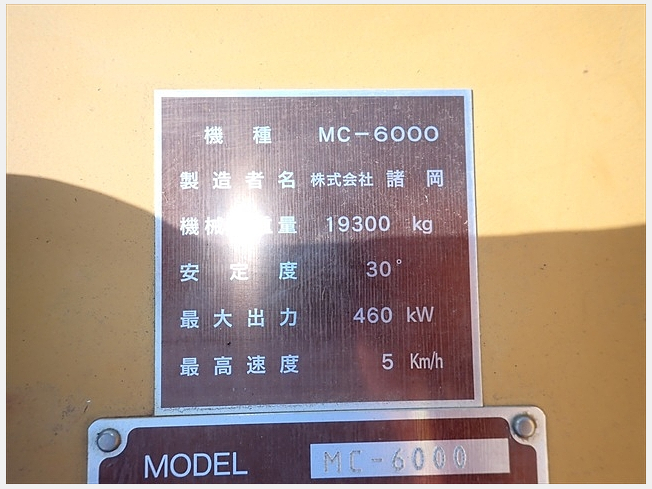 機種 MC-6000
製造者名 株式会社 諸岡
機械 重量 19300 kg
安定度 30°
最大出力 460 kW
最高速度 5 Km/h
MODEL MC-6000